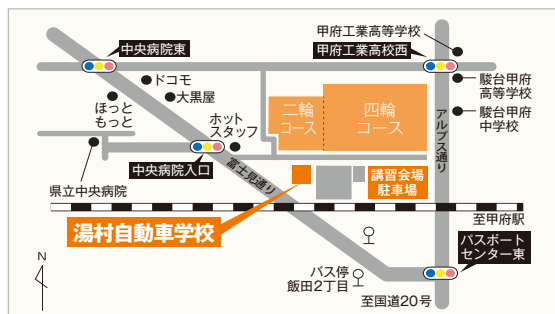 甲府工業高等学校
中央病院東
甲府工業高校西
ドコモ
大黒屋
ほっと
もっと
ホット
スタッフ
二輪
コース
四輪
コース
駿台甲府
高等学校
駿台甲府
中学校
アルプス通り
中央病院入口
県立中央病院
富士見通り
講習会場
駐車場
湯村自動車学校
至甲府駅
パスポート
センター東
バス停
飯田2丁目
至国道20号
N